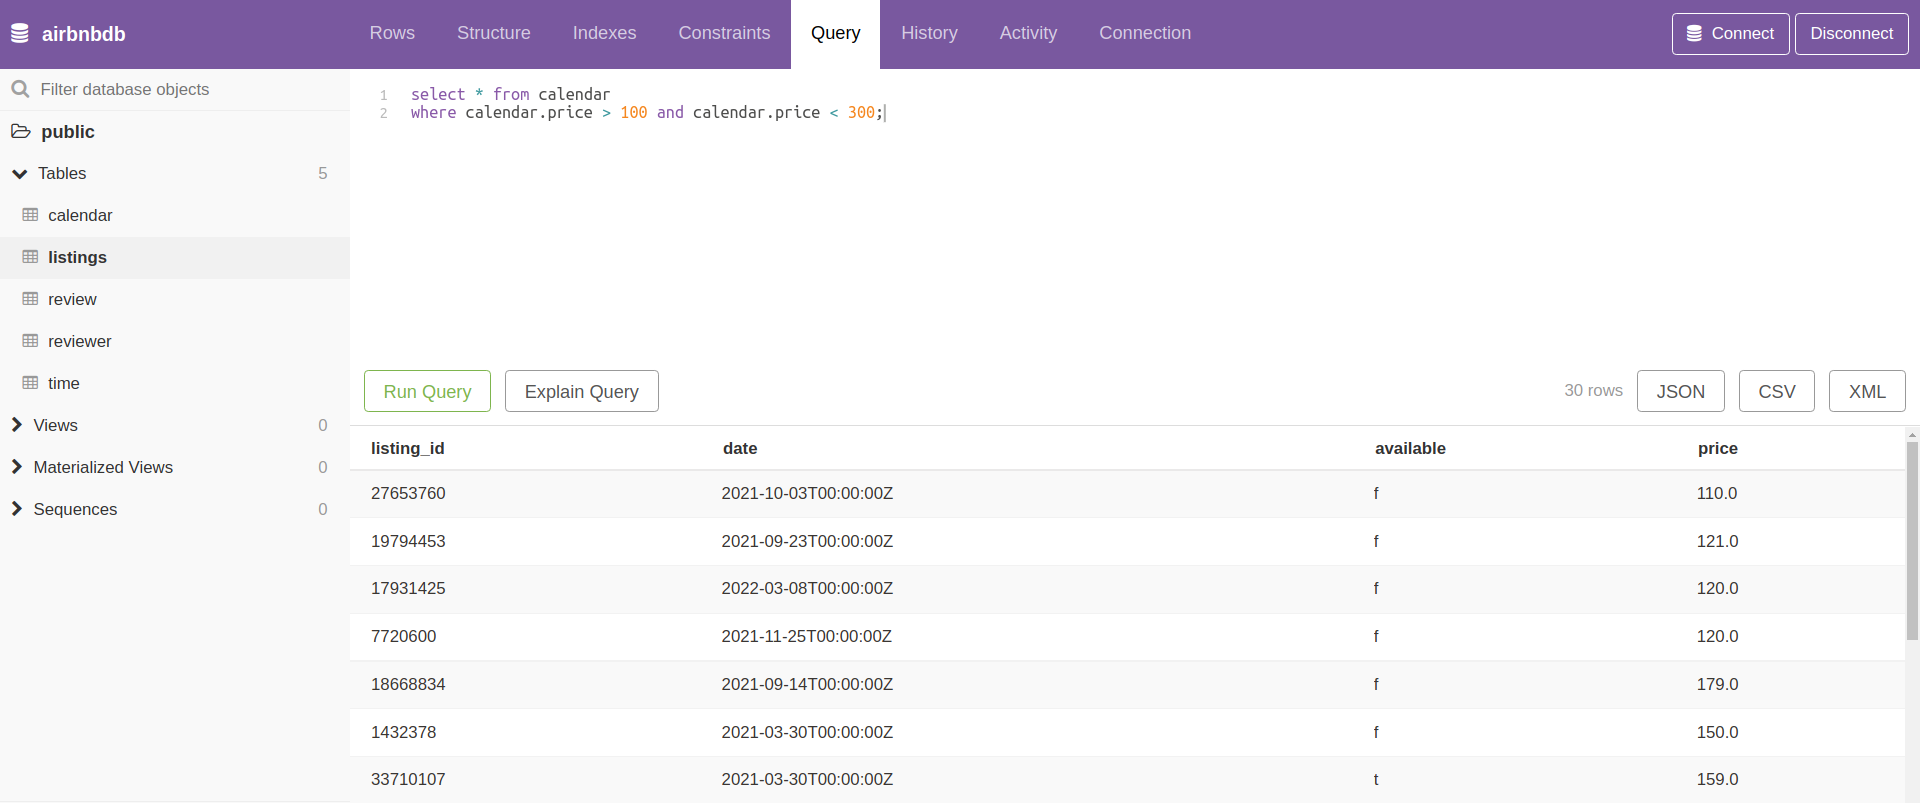 airbnbdb
Rows Structure Indexes Constraints Query History Activity Connection
Connect Disconnect
Filter database objects
public
Tables 5
calendar
listings
review
reviewer
time
Views 0
Materialized Views 0
Sequences 0
1 select * from calendar
2 where calendar.price > 100 and calendar.price < 300;
Run Query Explain Query 30 rows JSON CSV XML
listing_id date available price
27653760 2021-10-03T00:00:00Z f 110.0
19794453 2021-09-23T00:00:00Z f 121.0
17931425 2022-03-08T00:00:00Z f 120.0
7720600 2021-11-25T00:00:00Z f 120.0
18668834 2021-09-14T00:00:00Z f 179.0
1432378 2021-03-30T00:00:00Z f 150.0
33710107 2021-03-30T00:00:00Z t 159.0